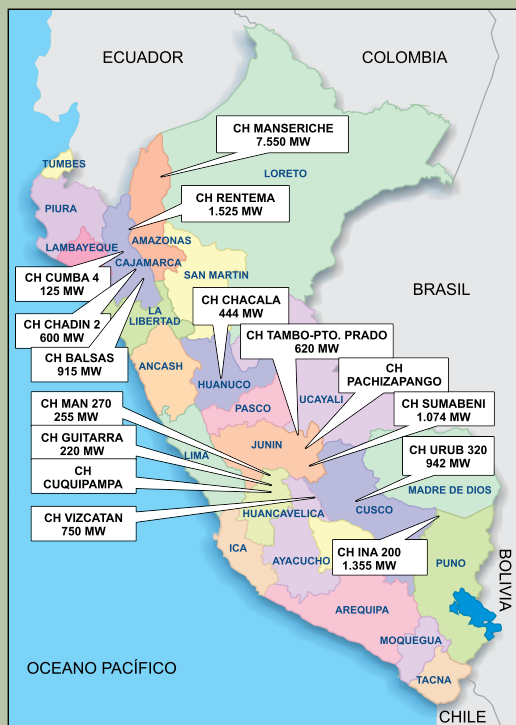 ECUADOR
COLOMBIA
CH MANSERICHE
7.550 MW
TUMBES
LORETO
PIURA
CH RENTEMA
1.525 MW
AMAZONAS
LAMBAYEQUE
CAJAMARCA
SAN MARTIN
CH CUMBA 4
125 MW
BRASIL
CH CHACALA
444 MW
LA
LIBERTAD
CH CHADIN 2
600 MW
CH TAMBO-PTO. PRADO
620 MW
CH BALSAS
915 MW
ANCASH
CH
PACHIZAPANGO
HUANUCO
UCAYALI
CH MAN 270
255 MW
PASCO
CH SUMABENI
1.074 MW
CH GUITARRA
220 MW
JUNIN
LIMA
CH URUB 320
942 MW
CH
CUQUIPAMPA
MADRE DE DIOS
CUSCO
HUANCAVELICA
CH VIZCATAN
750 MW
ICA
CH INA 200
1.355 MW
AYACUCHO
PUNO
BOLIVIA
AREQUIPA
MOQUEGUA
OCEANO PACÍFICO
TACNA
CHILE